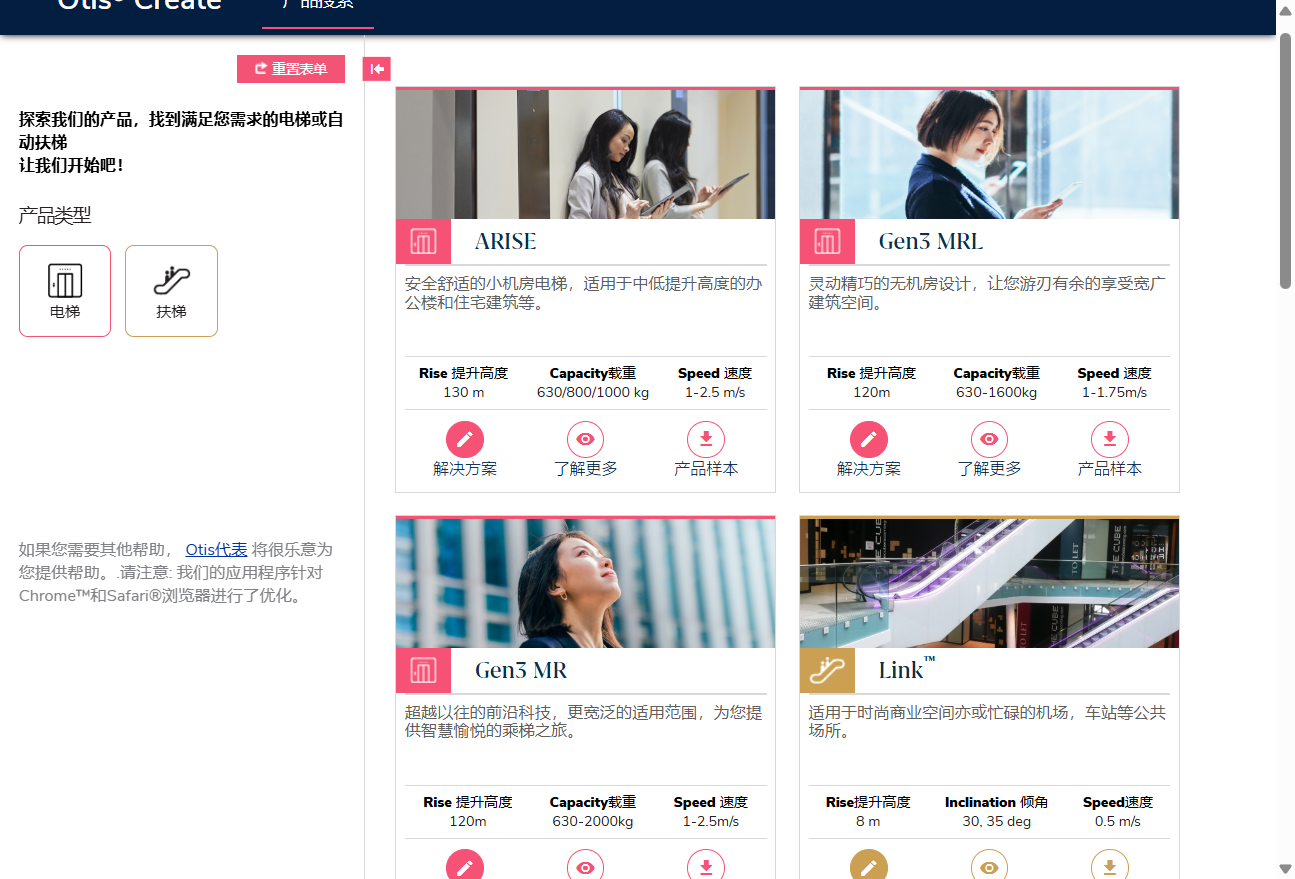 Otis® Create
产品搜索
重置表单
探索我们的产品，找到满足您需求的电梯或自
动扶梯
让我们开始吧！
产品类型
电梯
扶梯
如果您需要其他帮助， Otis代表 将很乐意为
您提供帮助。.请注意: 我们的应用程序针对
Chrome™和Safari®浏览器进行了优化。
ARISE
安全舒适的小机房电梯，适用于中低提升高度的办
公楼和住宅建筑等。
Rise 提升高度 Capacity载重 Speed 速度
130 m 630/800/1000 kg 1-2.5 m/s
解决方案 了解更多 产品样本
Gen3 MRL
灵动精巧的无机房设计，让您游刃有余的享受宽广
建筑空间。
Rise 提升高度 Capacity载重 Speed 速度
120m 630-1600kg 1-1.75m/s
解决方案 了解更多 产品样本
Gen3 MR
超越以往的前沿科技，更宽泛的适用范围，为您提
供智慧愉悦的乘梯之旅。
Rise 提升高度 Capacity载重 Speed 速度
120m 630-2000kg 1-2.5m/s
THE CUBE
TOILET
THE CUBE
THE CUBE
TOILET
Link™
适用于时尚商业空间亦或忙碌的机场，车站等公共
场所。
Rise提升高度 Inclination 倾角 Speed速度
8 m 30, 35 deg 0.5 m/s